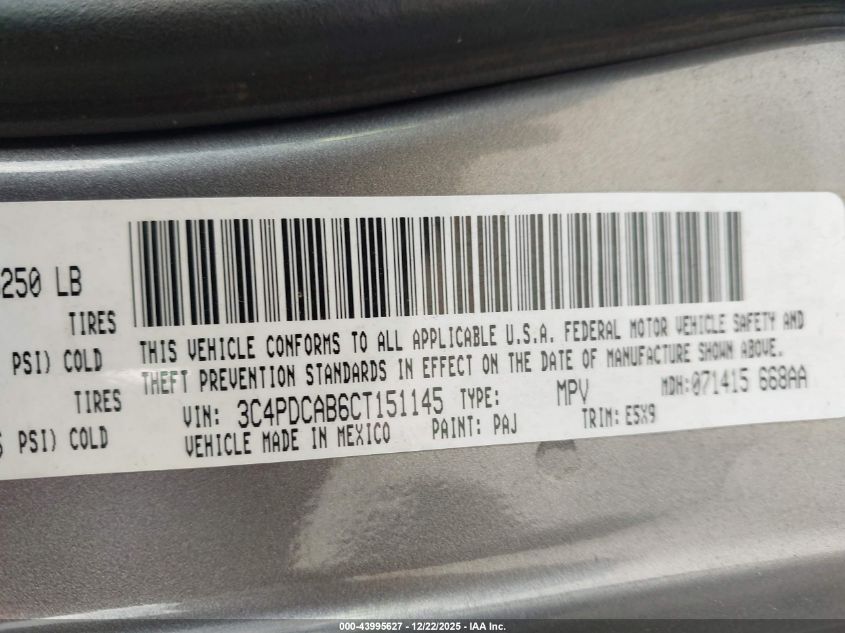 250 LB
TIRES
PSI) COLD
TIRES
PSI) COLD
THIS VEHICLE CONFORMS TO ALL APPLICABLE U.S.A. FEDERAL MOTOR VEHICLE SAFETY AND
THEFT PREVENTION STANDARDS IN EFFECT ON THE DATE OF MANUFACTURE SHOWN ABOVE.
VIN: 3C4PDCAB6CT151145 TYPE: MPV MDH:071415 668AA
VEHICLE MADE IN MEXICO PAINT: PAJ TRIM: E5X9
000-43995627 - 12/22/2025 - IAA Inc.